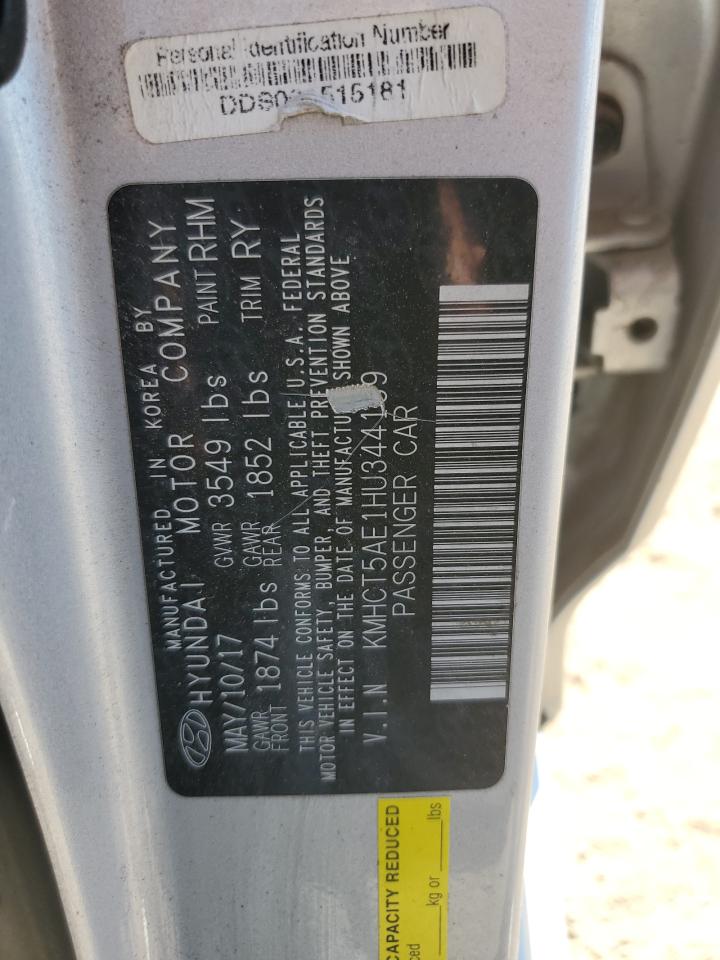 Personal Identification Number
MANUFACTURED IN KOREA BY
HYUNDAI MOTOR COMPANY
MAY/10/17 GVWR 3549 lbs PAINT RHM
GAWR FRONT 1874 lbs GAWR REAR 1852 lbs TRIM RY
THIS VEHICLE CONFORMS TO ALL APPLICABLE U.S.A. FEDERAL
MOTOR VEHICLE SAFETY, BUMPER, AND THEFT PREVENTION STANDARDS
IN EFFECT ON THE DATE OF SHOWN ABOVE
V.I.N
PASSENGER CAR
CAPACITY REDUCED
kg or ____lbs